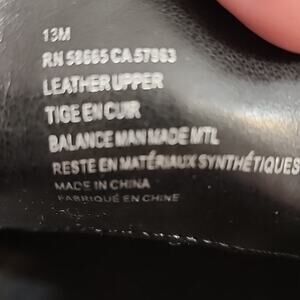 13M
RN 58665 CA 57963
LEATHER UPPER
TIGE EN CUIR
BALANCE MAN MADE MTL
RESTE EN MATÉRIAUX SYNTHÉTIQUES
MADE IN CHINA
FABRIQUÉ EN CHINE